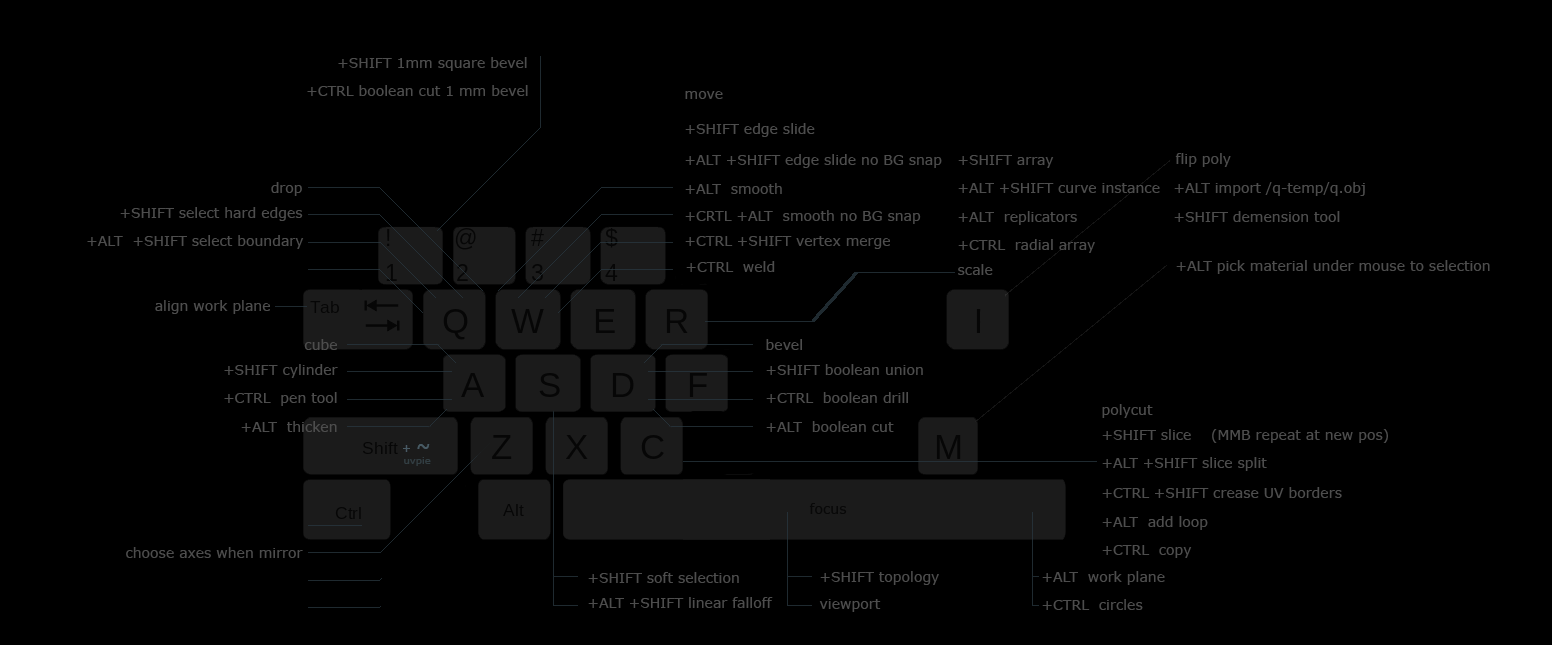 +SHIFT 1mm square bevel
+CTRL boolean cut 1 mm bevel
move
+SHIFT edge slide
+ALT +SHIFT edge slide no BG snap
+ALT  smooth
+CRTL +ALT  smooth no BG snap
+CTRL +SHIFT vertex merge
+CTRL  weld
+SHIFT array
+ALT +SHIFT curve instance
+ALT  replicators
+CTRL  radial array
scale
flip poly
+ALT import /q-temp/q.obj
+SHIFT demension tool
+ALT pick material under mouse to selection
drop
+SHIFT select hard edges
+ALT  +SHIFT select boundary
align work plane
! @ # $
1 2 3 4
Tab Q W E R I
cube
+SHIFT cylinder
+CTRL  pen tool
+ALT  thicken
A S D F
bevel
+SHIFT boolean union
+CTRL  boolean drill
+ALT  boolean cut
Shift + ~
uvpie
Z X C M
polycut
+SHIFT slice    (MMB repeat at new pos)
+ALT +SHIFT slice split
+CTRL +SHIFT crease UV borders
+ALT  add loop
+CTRL  copy
Ctrl Alt focus
choose axes when mirror
+SHIFT soft selection
+ALT +SHIFT linear falloff
+SHIFT topology
viewport
+ALT  work plane
+CTRL  circles